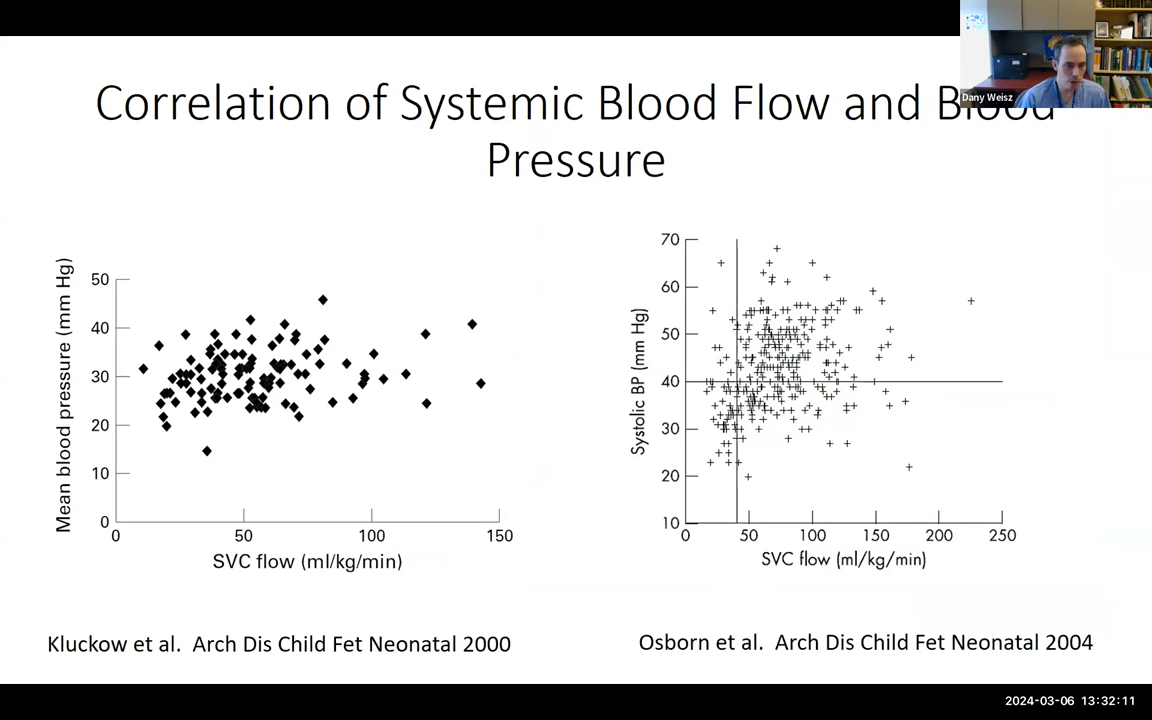 Dany Weisz
Correlation of Systemic Blood Flow and Blood
Pressure
Mean blood pressure (mm Hg)
50
40
30
20
10
0
0
50
100
150
SVC flow (ml/kg/min)
Systolic BP (mm Hg)
70
60
50
40
30
20
10
0
50
100
150
200
250
SVC flow (ml/kg/min)
Kluckow et al. Arch Dis Child Fet Neonatal 2000
Osborn et al. Arch Dis Child Fet Neonatal 2004
2024-03-06 13:32:11